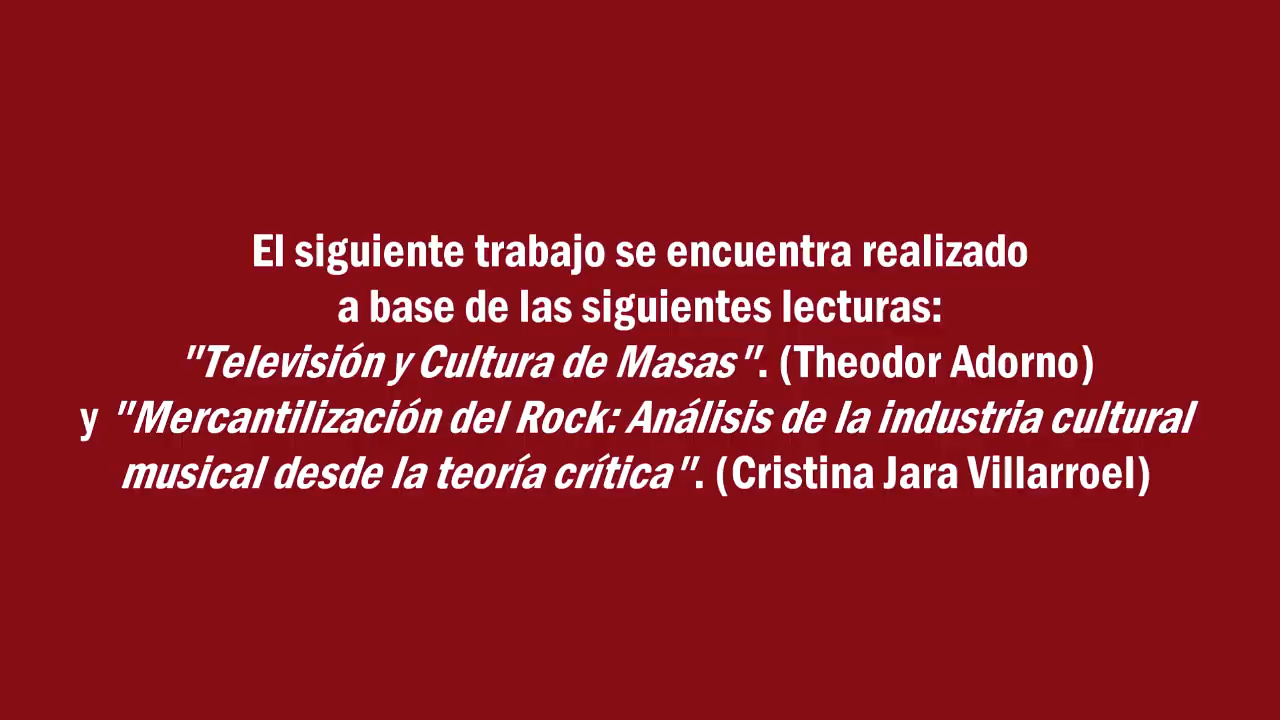 El siguiente trabajo se encuentra realizado
a base de las siguientes lecturas:
"Televisión y Cultura de Masas". (Theodor Adorno)
y "Mercantilización del Rock: Análisis de la industria cultural
musical desde la teoría crítica". (Cristina Jara Villarroel)